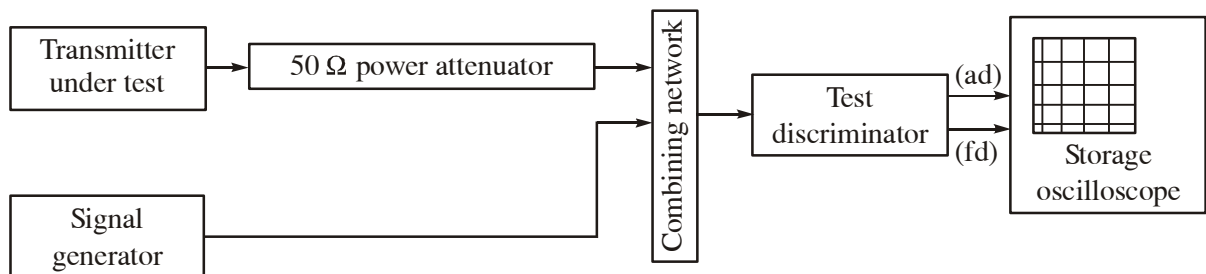 Transmitter
under test
50 Ω power attenuator
Signal
generator
Combining network
Test
discriminator
(ad)
(fd)
Storage
oscilloscope